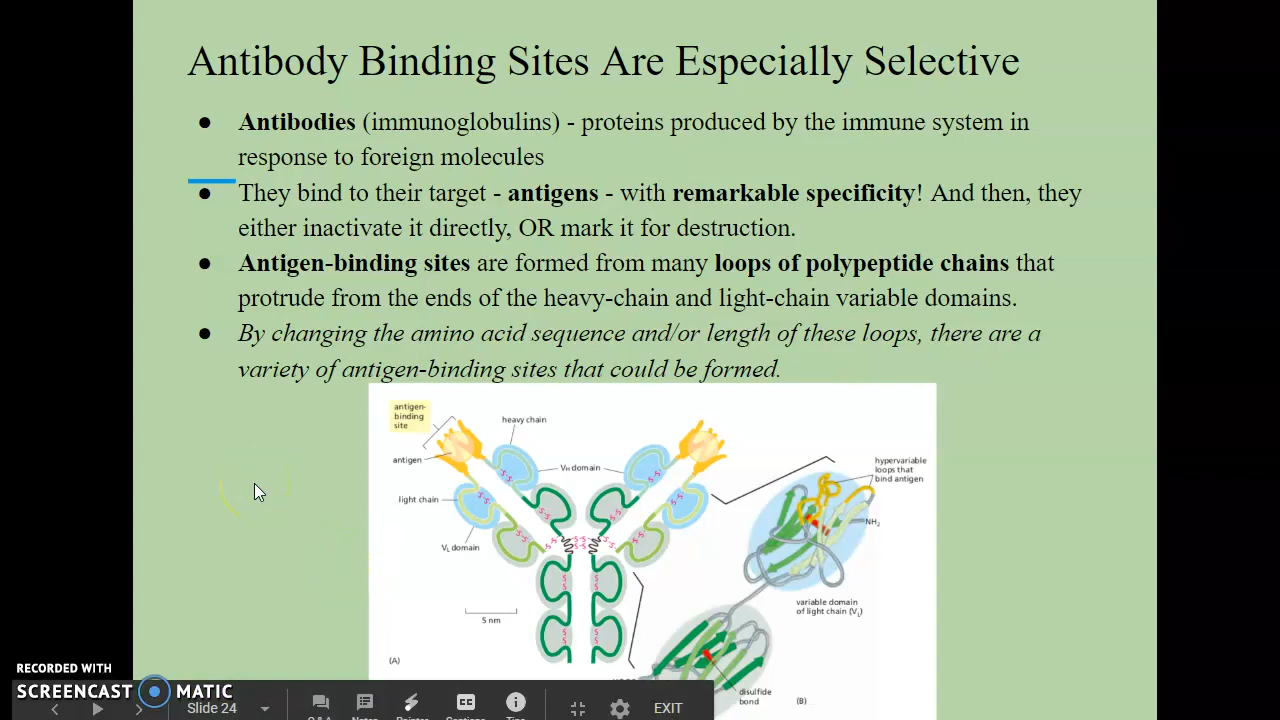 Antibody Binding Sites Are Especially Selective
● Antibodies (immunoglobulins) - proteins produced by the immune system in
response to foreign molecules
● They bind to their target - antigens - with remarkable specificity! And then, they
either inactivate it directly, OR mark it for destruction.
● Antigen-binding sites are formed from many loops of polypeptide chains that
protrude from the ends of the heavy-chain and light-chain variable domains.
● By changing the amino acid sequence and/or length of these loops, there are a
variety of antigen-binding sites that could be formed.
antigen-
binding
site
heavy chain
antigen
VH domain
light chain
VL domain
S-S
5 nm
(A)
hypervariable
loops that
bind antigen
NH2
variable domain
of light chain (VL)
disulfide
bond
(B)
RECORDED WITH
SCREENCAST MATIC
Slide 24
CC
EXIT